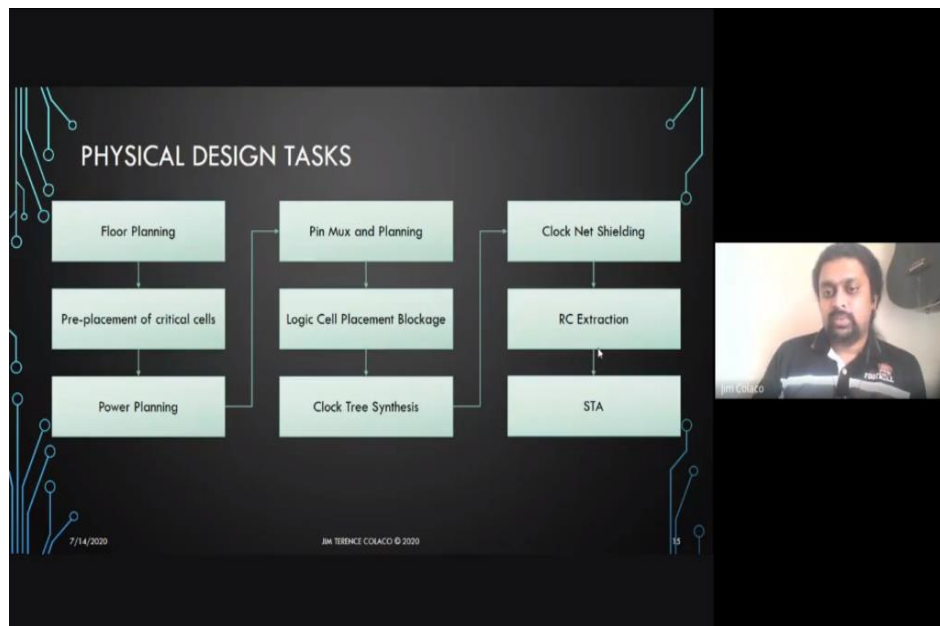 PHYSICAL DESIGN TASKS
Floor Planning
Pre-placement of critical cells
Power Planning
Pin Mux and Planning
Logic Cell Placement Blockage
Clock Tree Synthesis
Clock Net Shielding
RC Extraction
STA
7/14/2020
JIM TERENCE COLACO © 2020
15
Jim Colaco